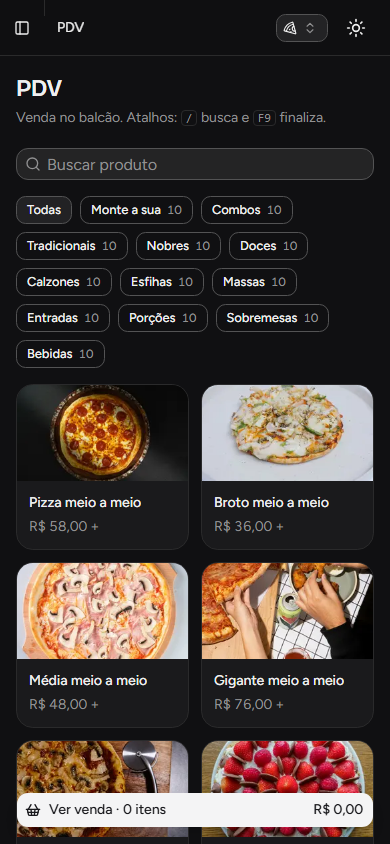 PDV
PDV
Venda no balcão. Atalhos: / busca e F9 finaliza.
Buscar produto
Todas Monte a sua 10 Combos 10
Tradicionais 10 Nobres 10 Doces 10
Calzones 10 Esfihas 10 Massas 10
Entradas 10 Porções 10 Sobremesas 10
Bebidas 10
Pizza meio a meio
R$ 58,00 +
Broto meio a meio
R$ 36,00 +
Média meio a meio
R$ 48,00 +
Gigante meio a meio
R$ 76,00 +
Ver venda · 0 itens R$ 0,00